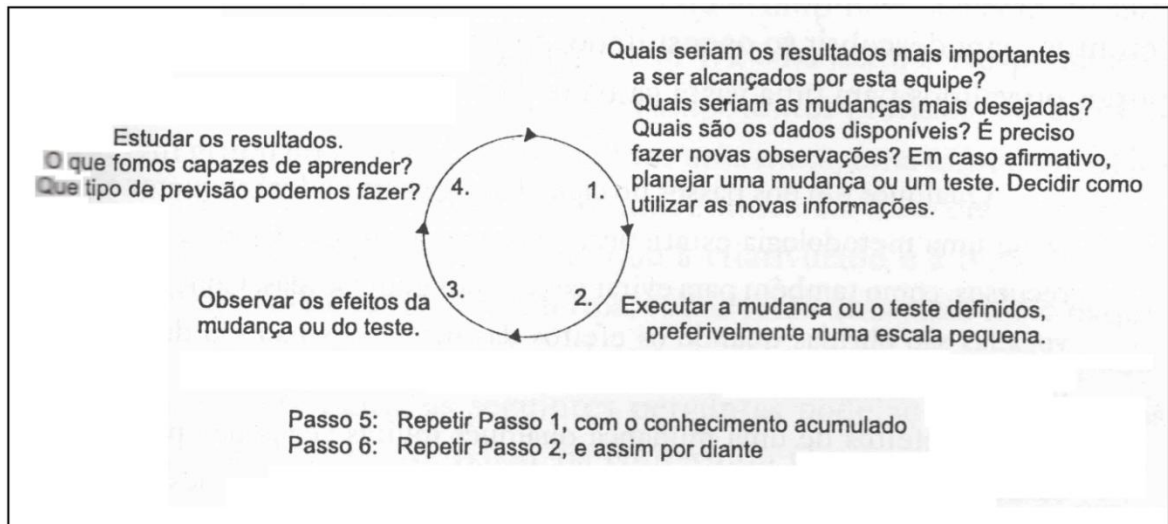 Quais seriam os resultados mais importantes
a ser alcançados por esta equipe?
Quais seriam as mudanças mais desejadas?
Quais são os dados disponíveis? É preciso
fazer novas observações? Em caso afirmativo,
planejar uma mudança ou um teste. Decidir como
utilizar as novas informações.
1.
2.
Executar a mudança ou o teste definidos,
preferivelmente numa escala pequena.
3.
Observar os efeitos da
mudança ou do teste.
4.
Estudar os resultados.
O que fomos capazes de aprender?
Que tipo de previsão podemos fazer?
Passo 5: Repetir Passo 1, com o conhecimento acumulado
Passo 6: Repetir Passo 2, e assim por diante